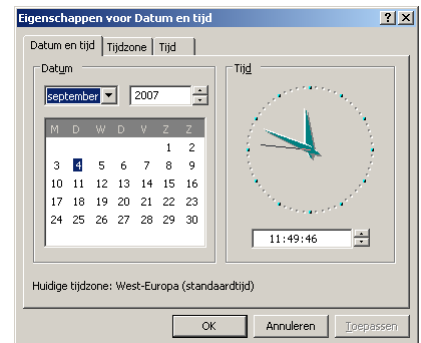 Eigenschappen voor Datum en tijd
Datum en tijd Tijdzone Tijd
Datum
september 2007
M D W D V Z Z
1 2
3 4 5 6 7 8 9
10 11 12 13 14 15 16
17 18 19 20 21 22 23
24 25 26 27 28 29 30
Tijd
11:49:46
Huidige tijdzone: West-Europa (standaardtijd)
OK Annuleren Toepassen